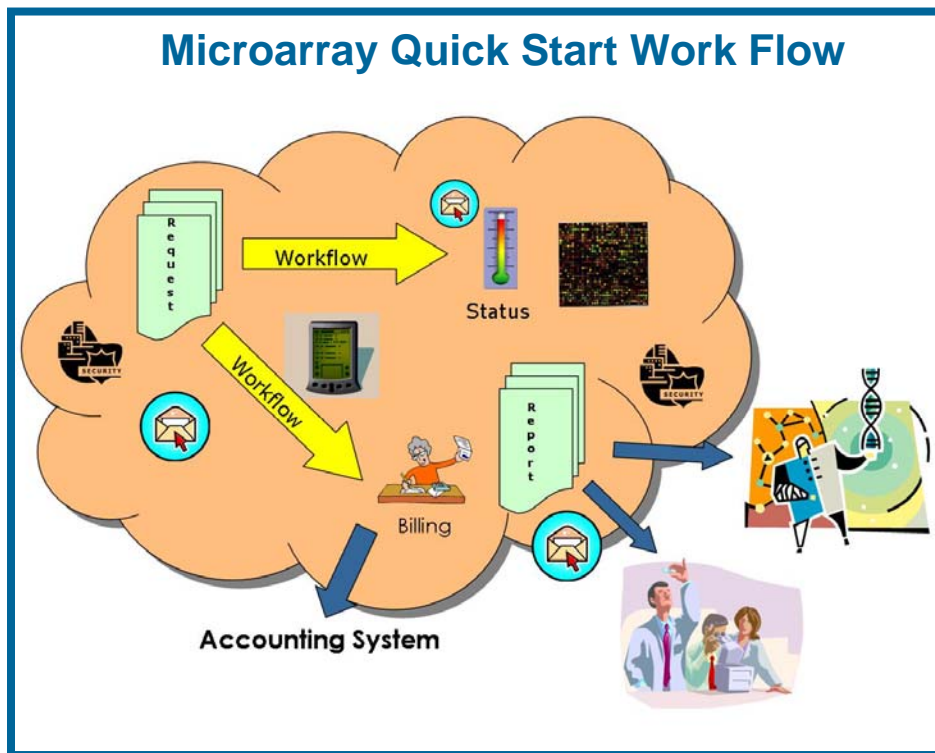 Microarray Quick Start Work Flow
Request
Workflow
Status
SECURITY
Workflow
SECURITY
Report
Billing
Accounting System